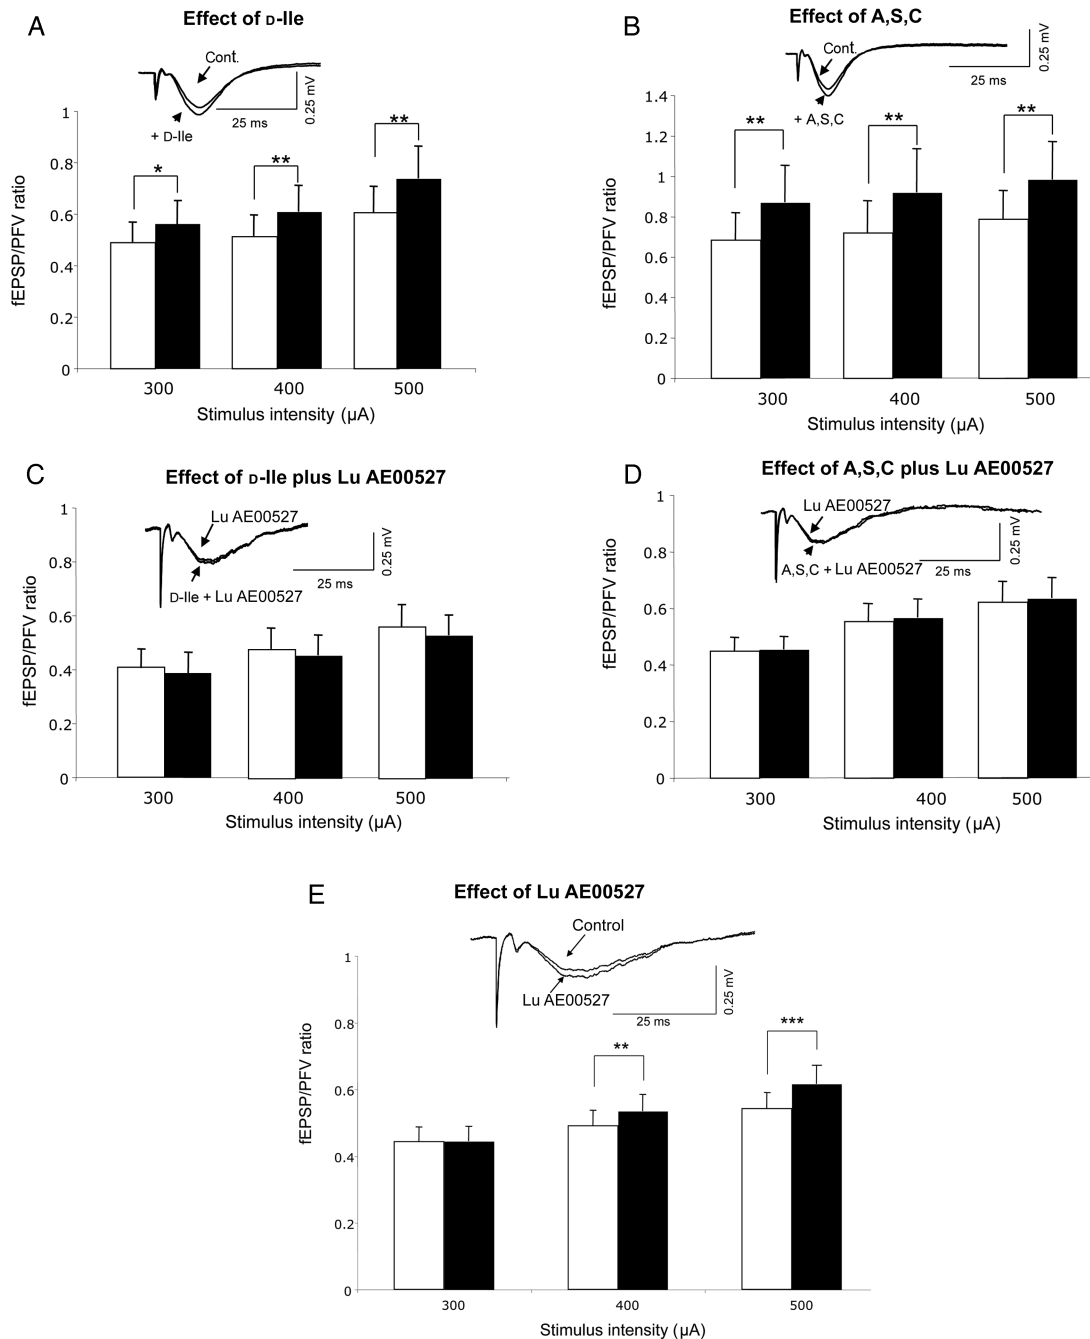 A
Effect of D-Ile
Cont.
+ D-Ile
25 ms
0.25 mV
fEPSP/PFV ratio
1
0.8
0.6
0.4
0.2
0
*
**
**
300 400 500
Stimulus intensity (µA)
B
Effect of A,S,C
Cont.
+ A,S,C
25 ms
0.25 mV
fEPSP/PFV ratio
1.4
1.2
1
0.8
0.6
0.4
0.2
0
**
**
**
300 400 500
Stimulus intensity (µA)
C
Effect of D-Ile plus Lu AE00527
Lu AE00527
D-Ile + Lu AE00527
25 ms
0.25 mV
fEPSP/PFV ratio
1
0.8
0.6
0.4
0.2
0
300 400 500
Stimulus intensity (µA)
D
Effect of A,S,C plus Lu AE00527
Lu AE00527
A,S,C + Lu AE00527
25 ms
0.25 mV
fEPSP/PFV ratio
1
0.8
0.6
0.4
0.2
0
300 400 500
Stimulus intensity (µA)
E
Effect of Lu AE00527
Control
Lu AE00527
25 ms
0.25 mV
fEPSP/PFV ratio
1
0.8
0.6
0.4
0.2
0
**
***
300 400 500
Stimulus intensity (µA)